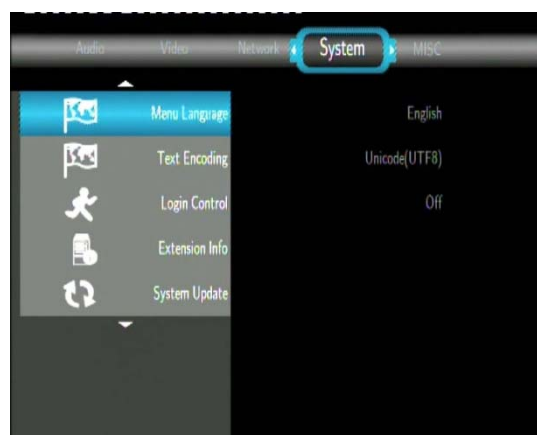 Audio Video Network System MISC
Menu Language English
Text Encoding Unicode(UTF8)
Login Control Off
Extension Info
System Update